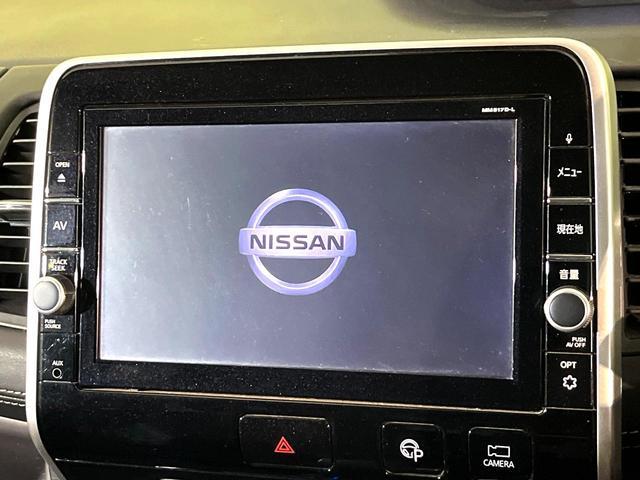 MM517D-L
OPEN
AV
TRACK
SEEK
PUSH
SOURCE
AUX
NISSAN
メニュー
現在地
音量
PUSH
AV OFF
OPT
P
CAMERA